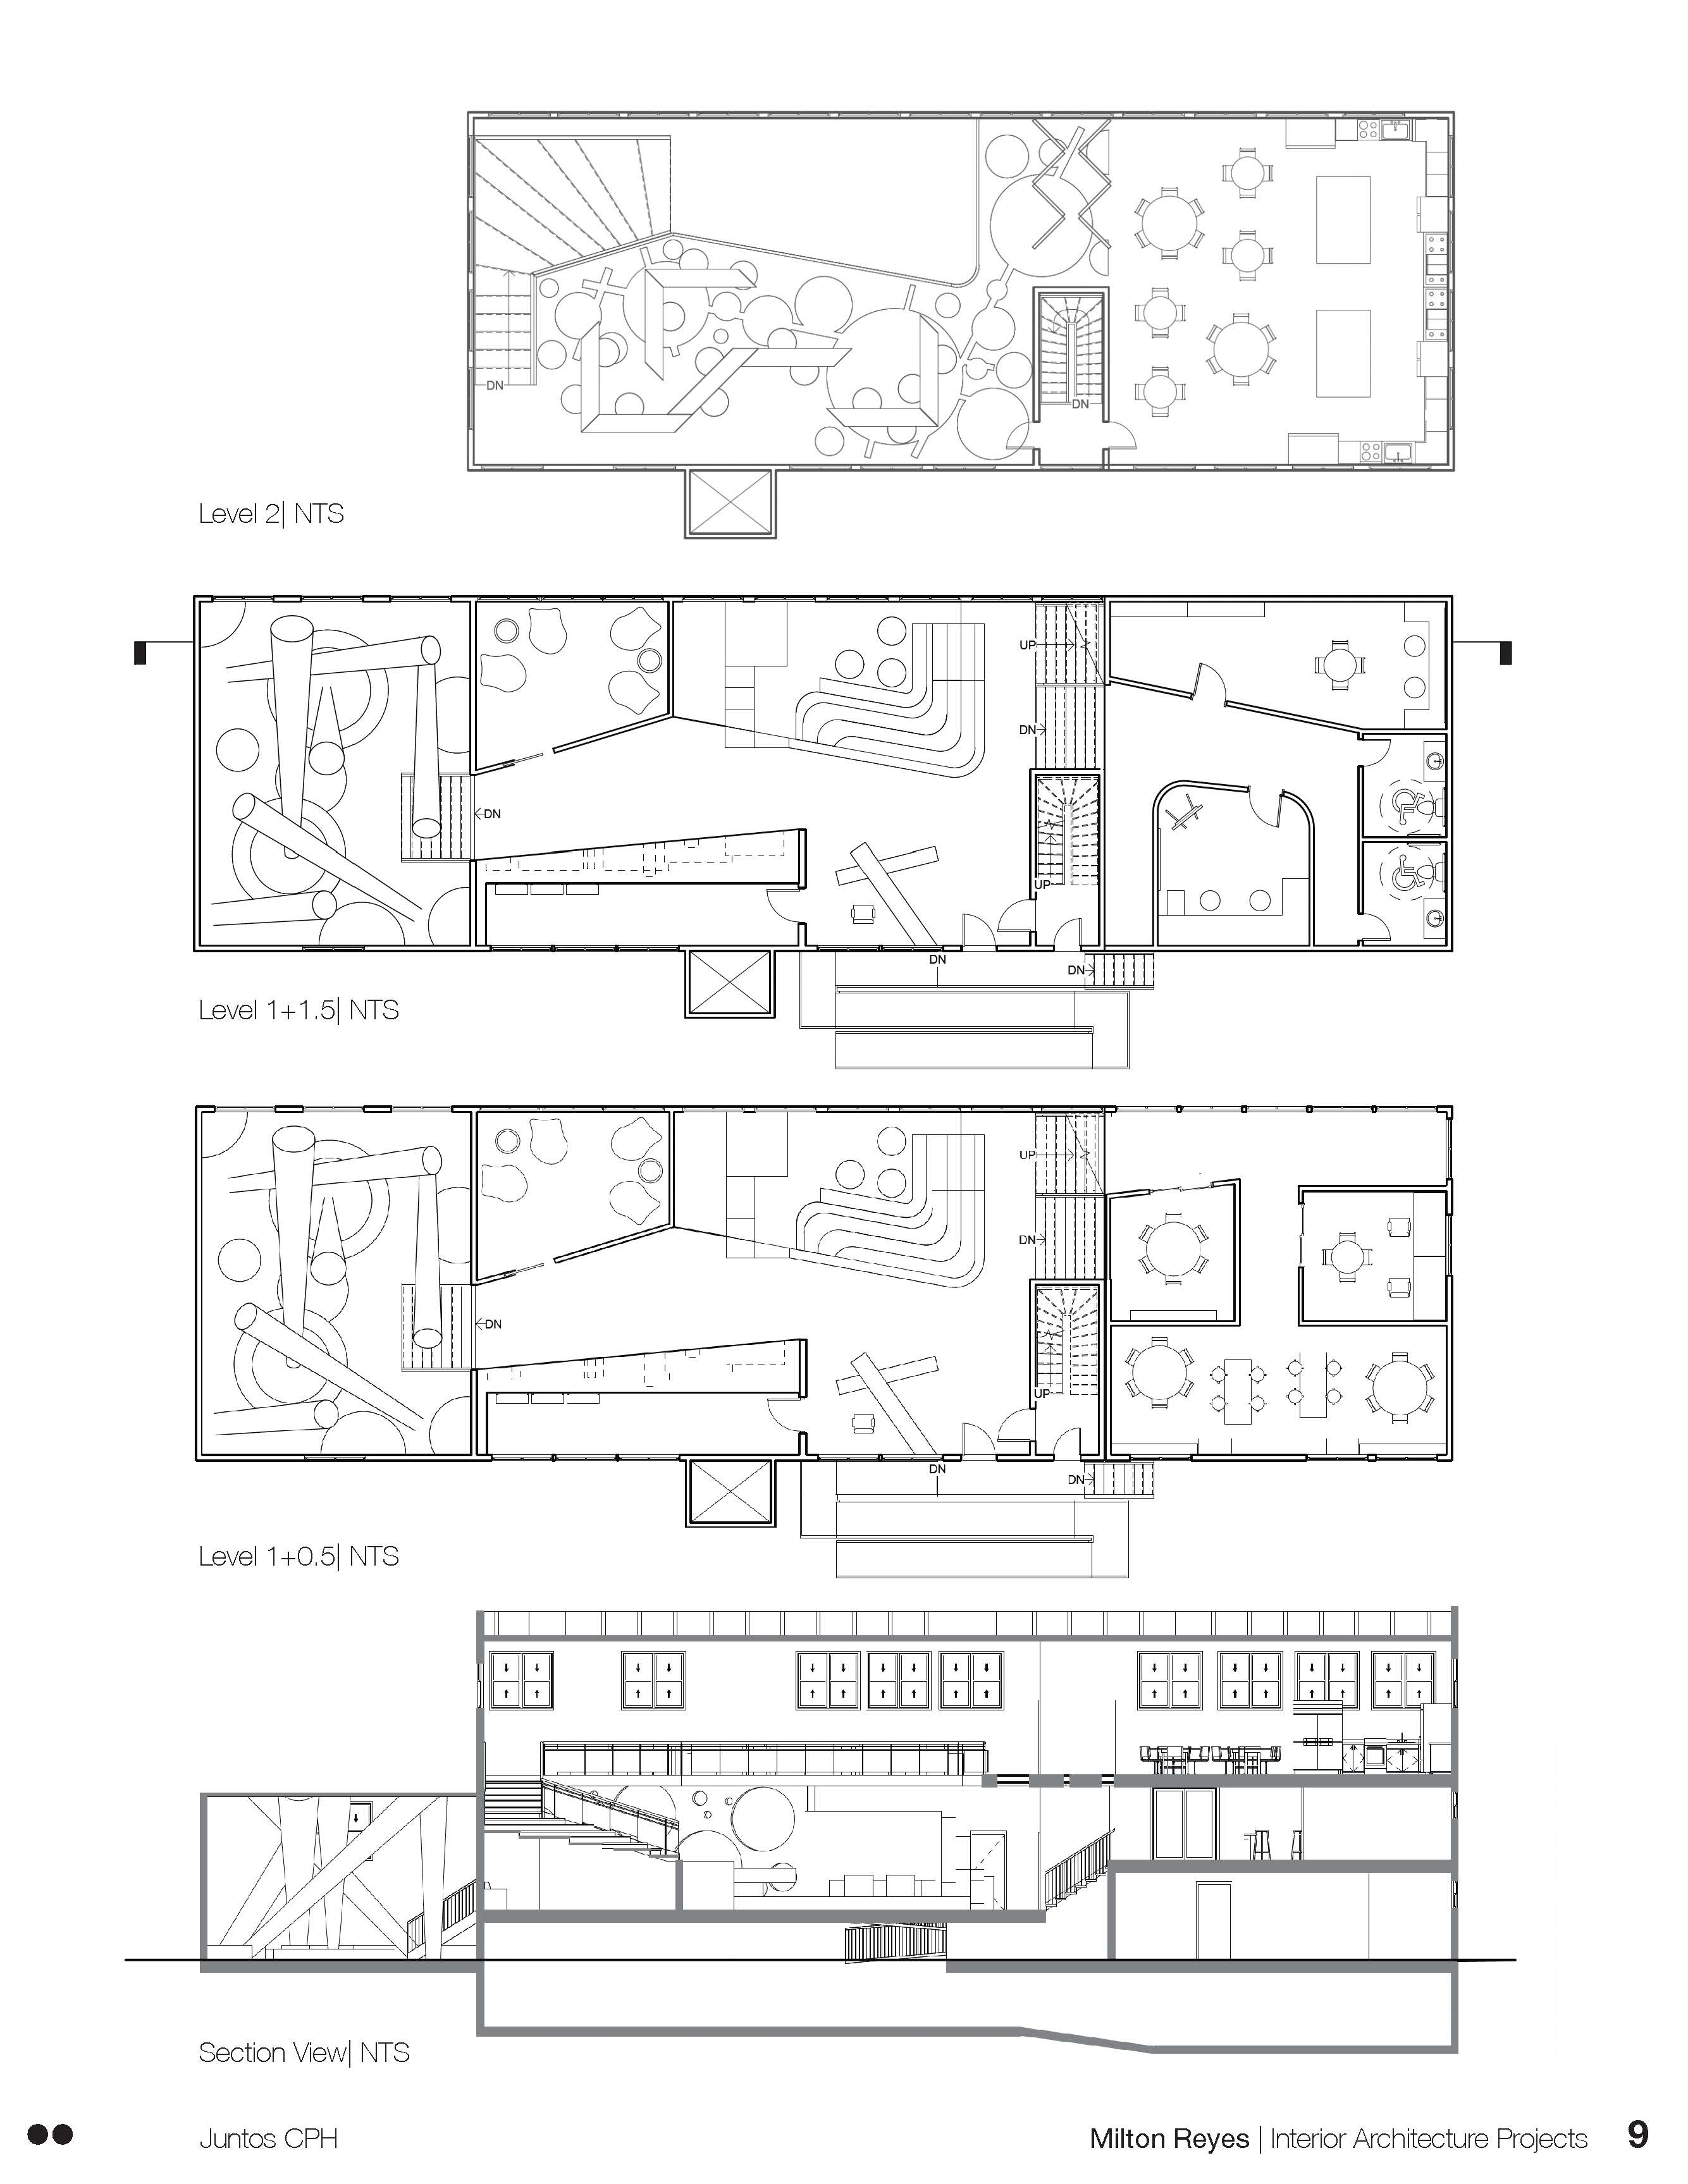 DN
DN
Level 2| NTS
UP
DN
DN
UP
DN
DN
Level 1+1.5| NTS
UP
DN
DN
UP
DN
DN
Level 1+0.5| NTS
Section View| NTS
Juntos CPH
Milton Reyes | Interior Architecture Projects 9